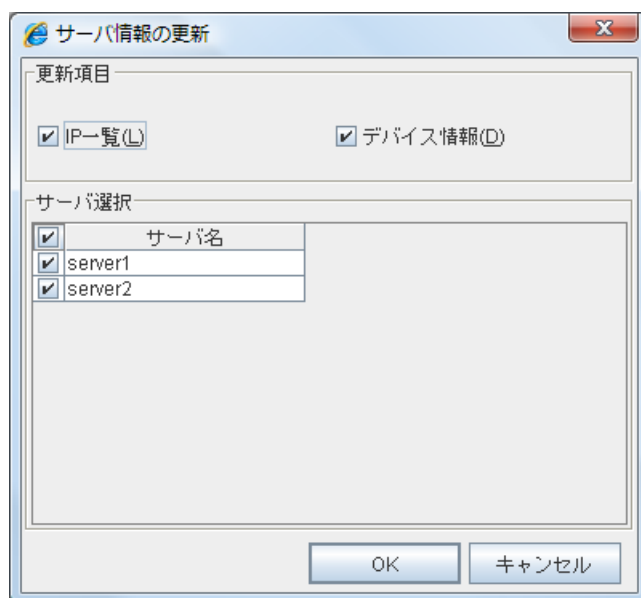 サーバ情報の更新
更新項目
IP一覧(L) デバイス情報(D)
サーバ選択
サーバ名
server1
server2
OK キャンセル